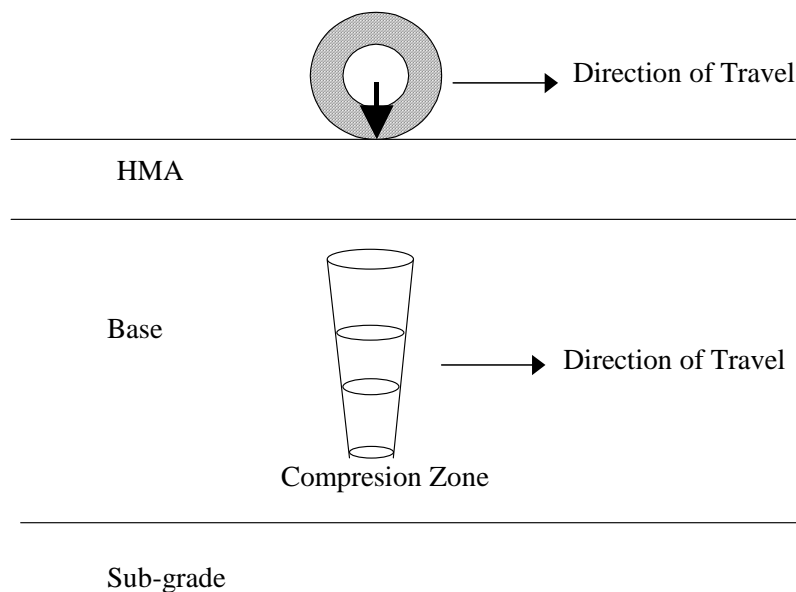 Direction of Travel
HMA
Base
Direction of Travel
Compresion Zone
Sub-grade